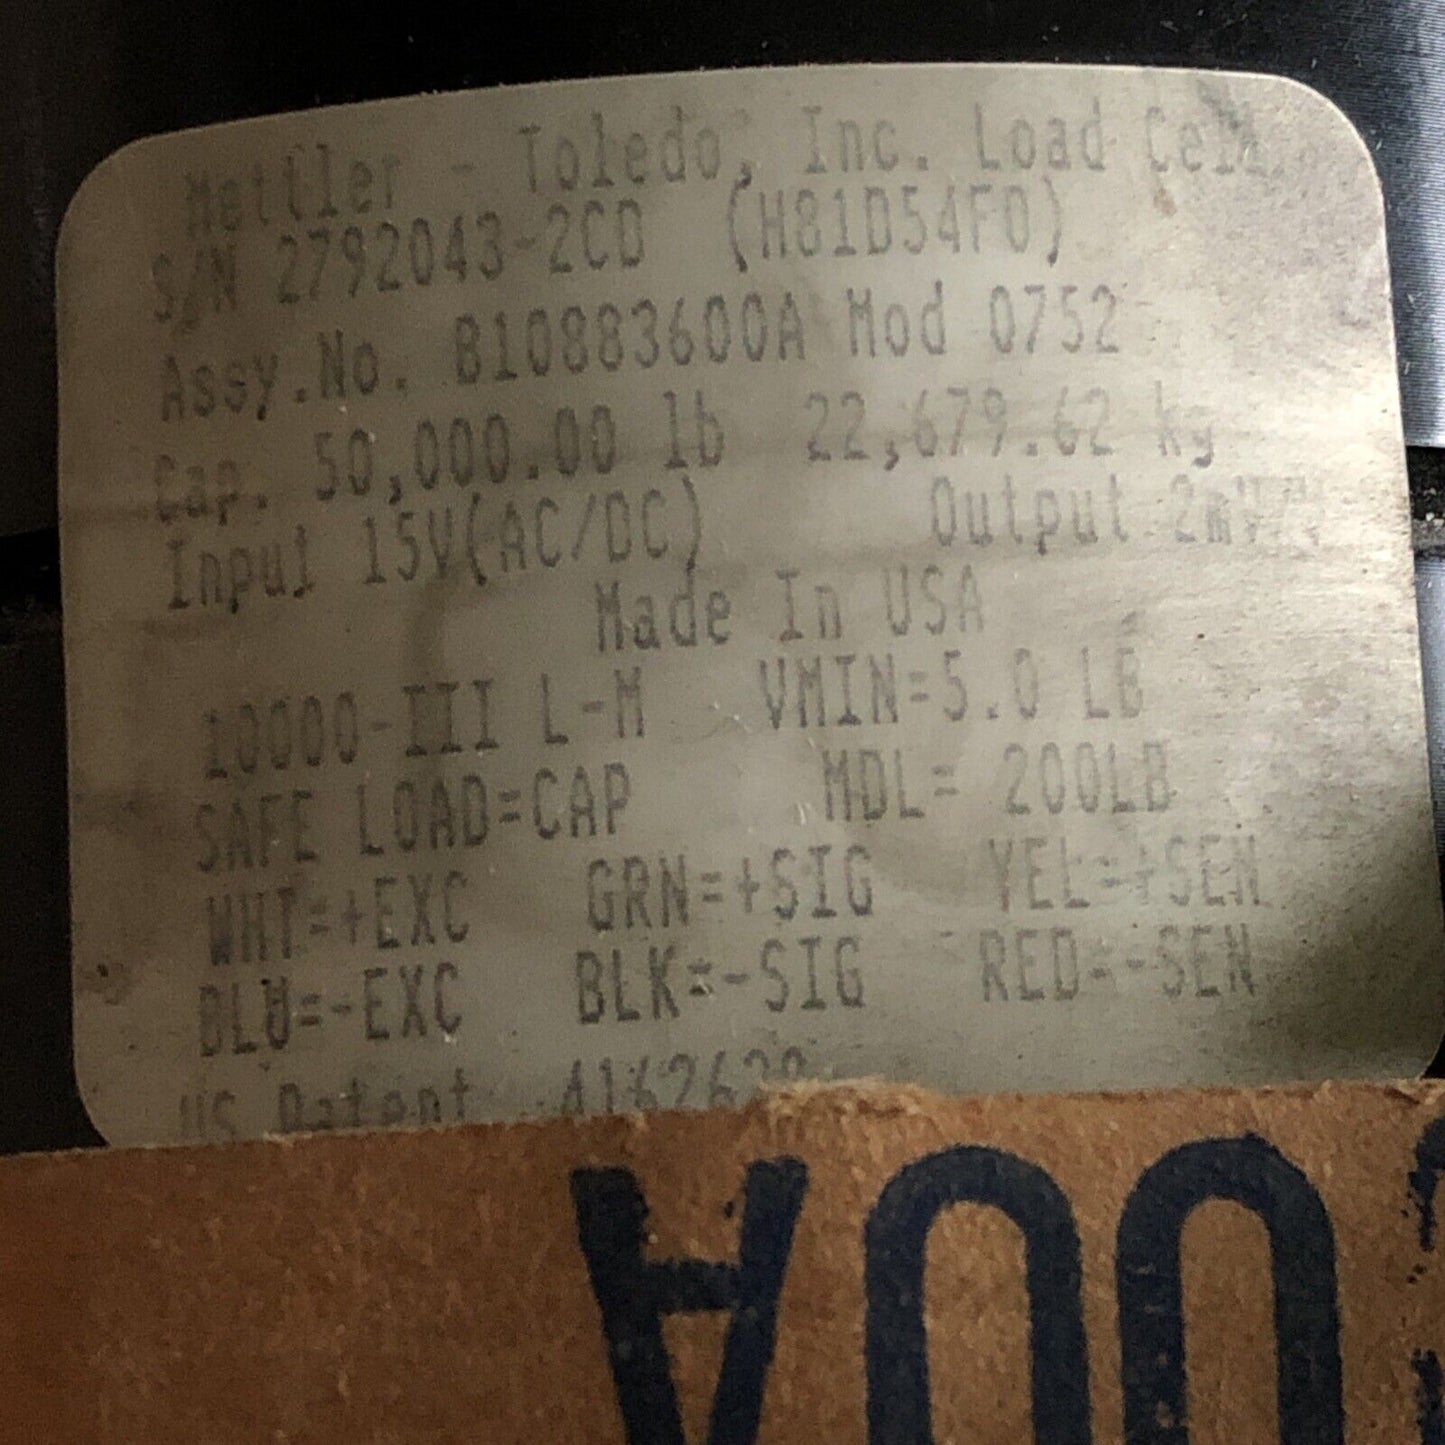 Mettler - Toledo, Inc. Load Cell
S/N 2792043-2CD (H81D54F0)
Assy.No. B10883600A Mod 0752
Cap. 50,000.00 lb 22,679.62 kg
Input 15V(AC/DC) Output 2mV/V
Made In USA
10000-III L-M VMIN=5.0 LB
SAFE LOAD=CAP MDL= 200LB
WHT=+EXC GRN=+SIG YEL=+SEN
BLU=-EXC BLK=-SIG RED=-SEN
US Patent
00A